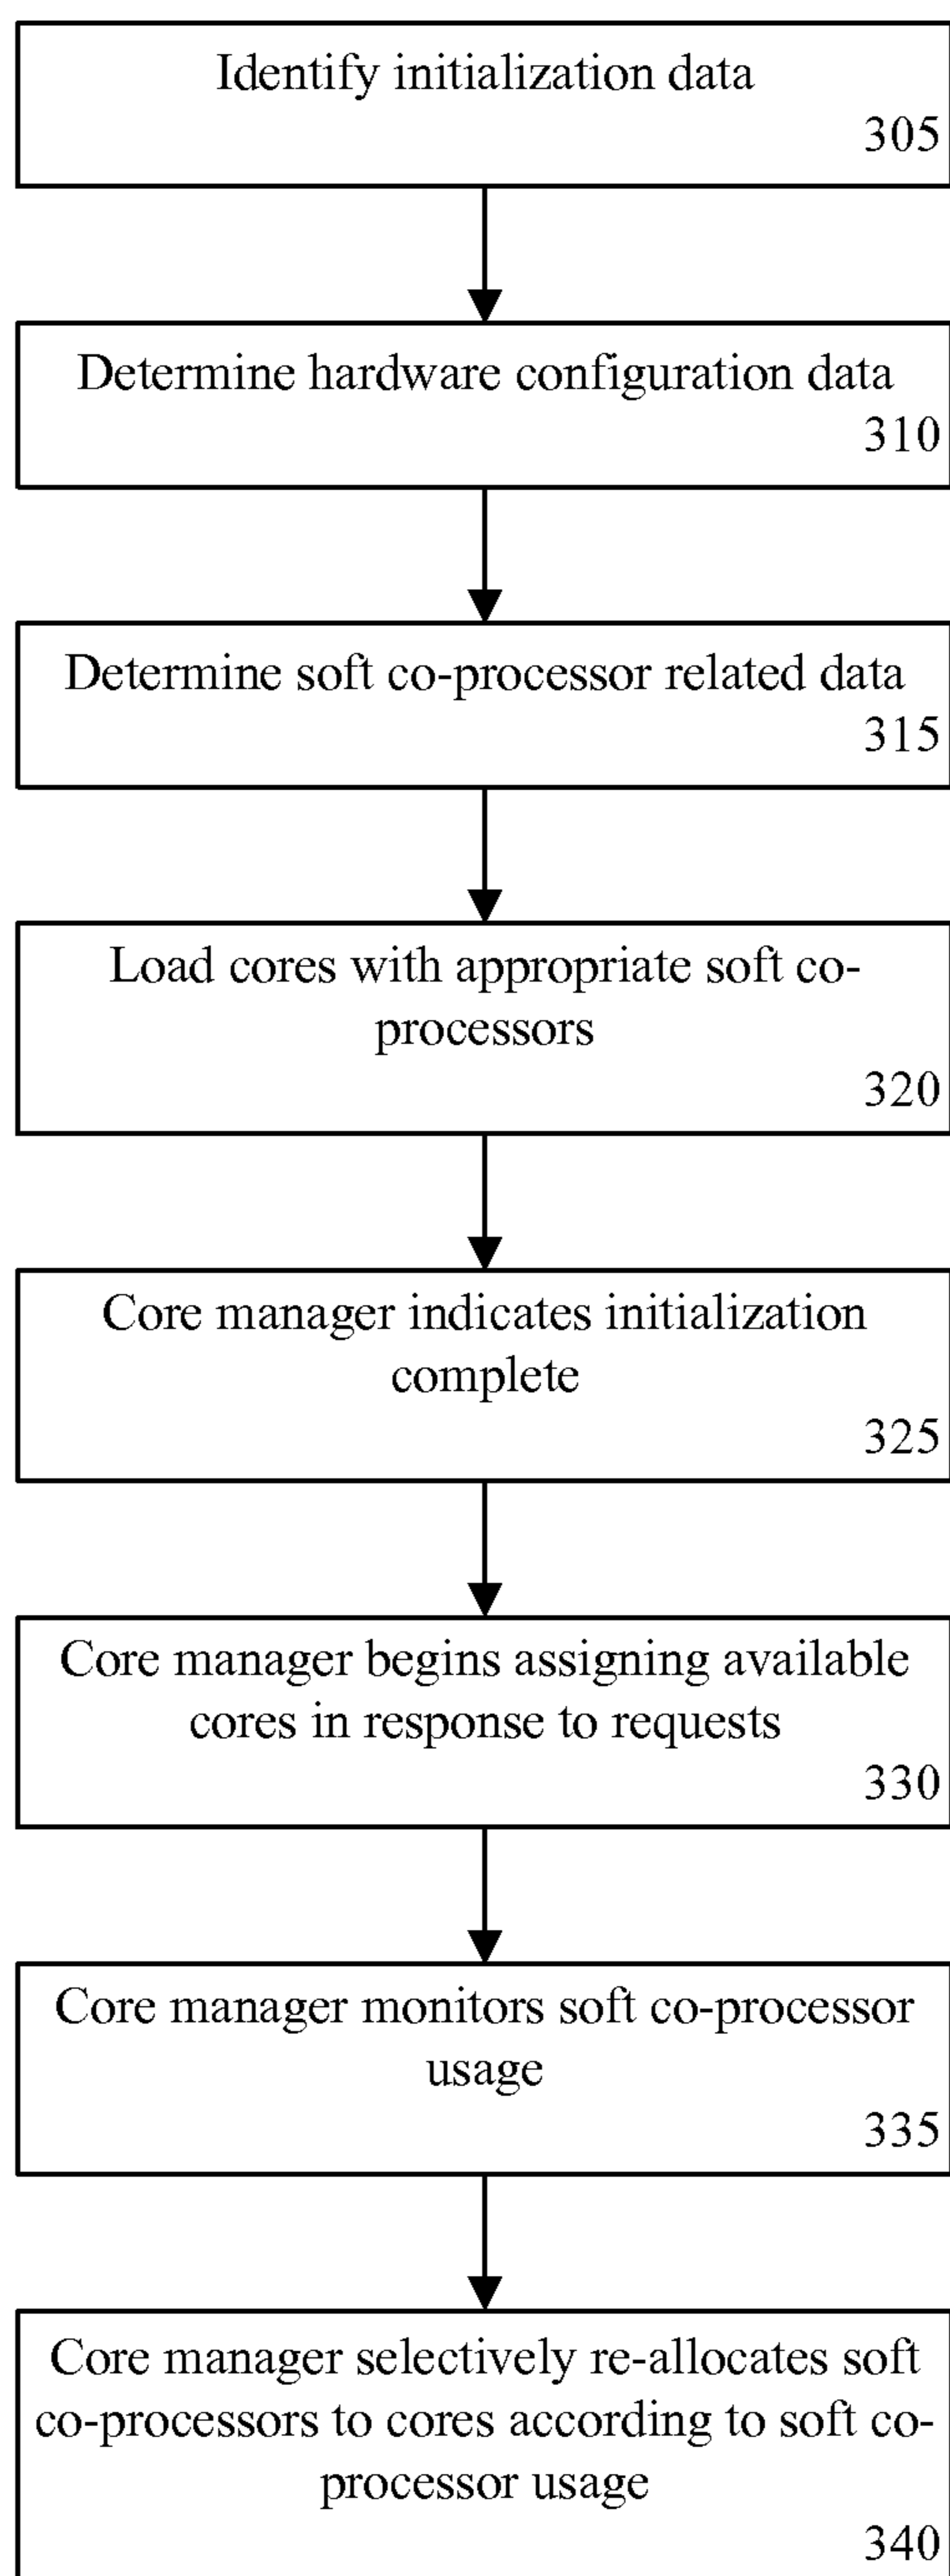 Identify initialization data
305
Determine hardware configuration data
310
Determine soft co-processor related data
315
Load cores with appropriate soft co-
processors
320
Core manager indicates initialization
complete
325
Core manager begins assigning available
cores in response to requests
330
Core manager monitors soft co-processor
usage
335
Core manager selectively re-allocates soft
co-processors to cores according to soft co-
processor usage
340